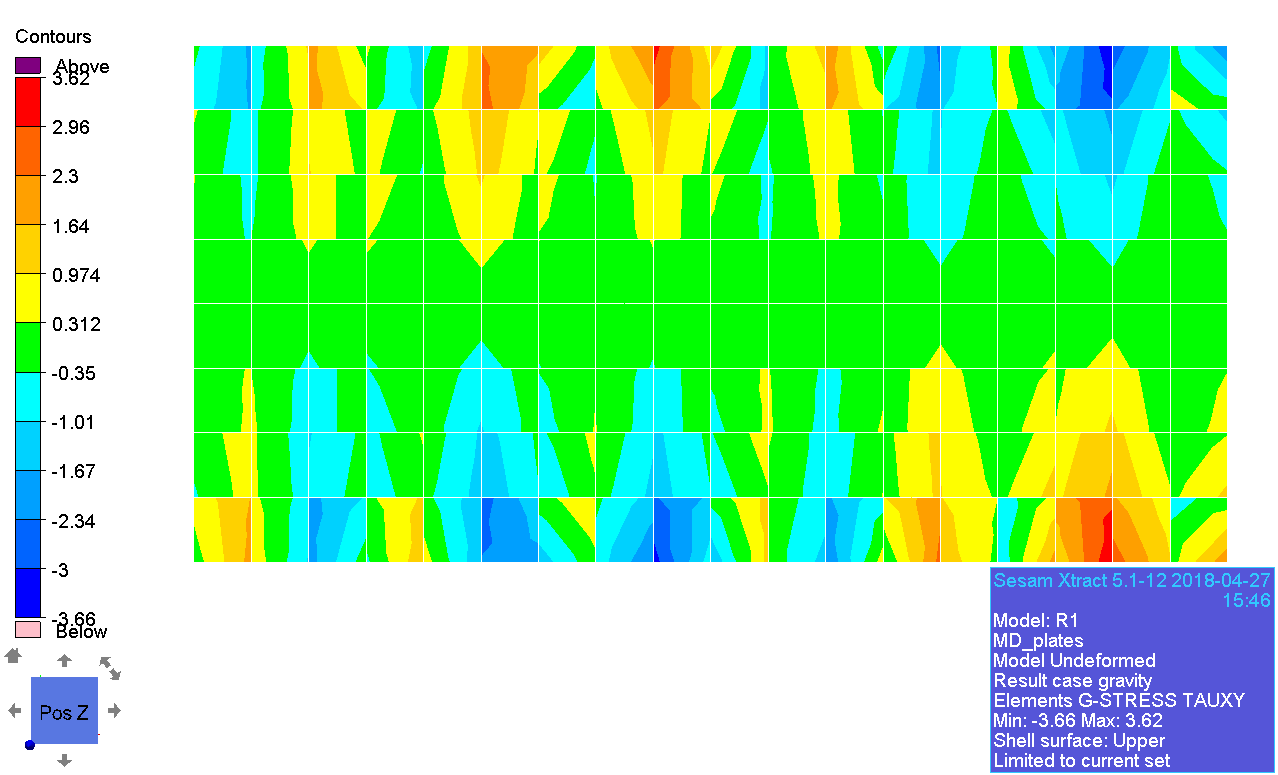 Contours
Above
3.62
2.96
2.3
1.64
0.974
0.312
-0.35
-1.01
-1.67
-2.34
-3
-3.66
Below
Pos Z
Sesam Xtract 5.1-12 2018-04-27
15:46
Model: R1
MD_plates
Model Undeformed
Result case gravity
Elements G-STRESS TAUXY
Min: -3.66 Max: 3.62
Shell surface: Upper
Limited to current set